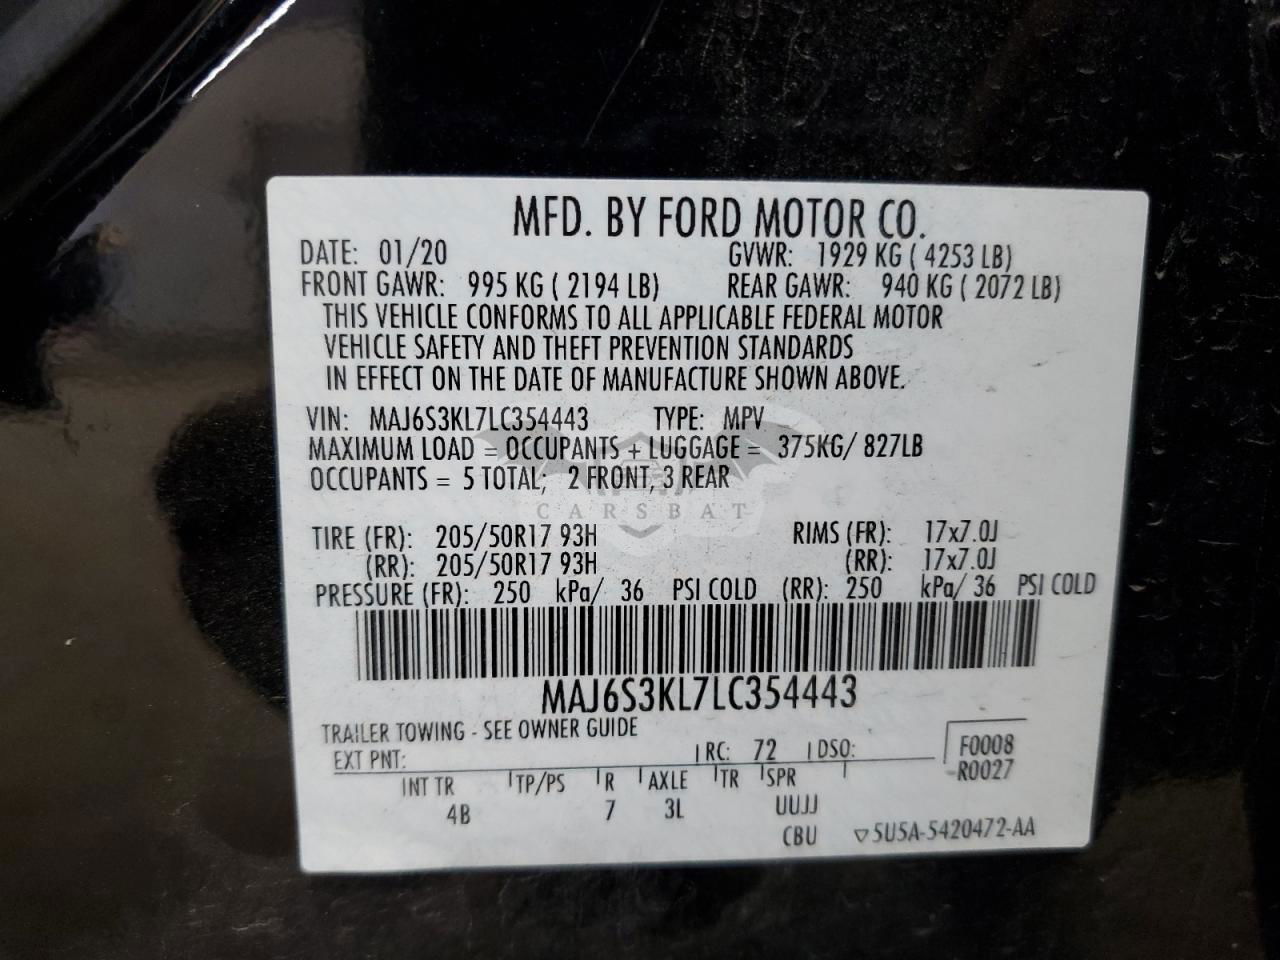 MFD. BY FORD MOTOR CO.
DATE: 01/20 GVWR: 1929 KG ( 4253 LB)
FRONT GAWR: 995 KG ( 2194 LB) REAR GAWR: 940 KG ( 2072 LB)
THIS VEHICLE CONFORMS TO ALL APPLICABLE FEDERAL MOTOR
VEHICLE SAFETY AND THEFT PREVENTION STANDARDS
IN EFFECT ON THE DATE OF MANUFACTURE SHOWN ABOVE.
VIN: MAJ6S3KL7LC354443 TYPE: MPV
MAXIMUM LOAD = OCCUPANTS + LUGGAGE = 375KG/ 827LB
OCCUPANTS = 5 TOTAL; 2 FRONT, 3 REAR
CARSBAT
TIRE (FR): 205/50R17 93H RIMS (FR): 17x7.0J
(RR): 205/50R17 93H (RR): 17x7.0J
PRESSURE (FR): 250 kPa/ 36 PSI COLD (RR): 250 kPa/ 36 PSI COLD
MAJ6S3KL7LC354443
TRAILER TOWING - SEE OWNER GUIDE
EXT PNT: RC: 72 DSO: F0008
R0027
INT TR TP/PS R AXLE TR SPR
4B 7 3L UUJJ
CBU ▽5U5A-5420472-AA